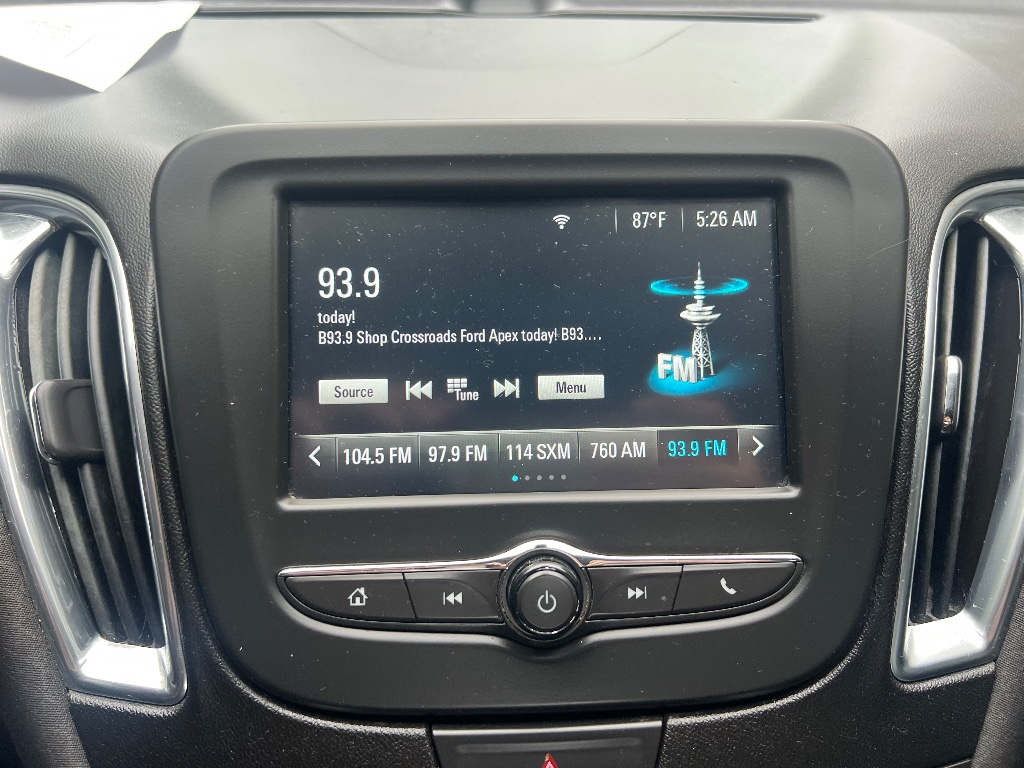 87°F 5:26 AM
93.9
today!
B93.9 Shop Crossroads Ford Apex today! B93....
FM
Source Tune Menu
104.5 FM 97.9 FM 114 SXM 760 AM 93.9 FM